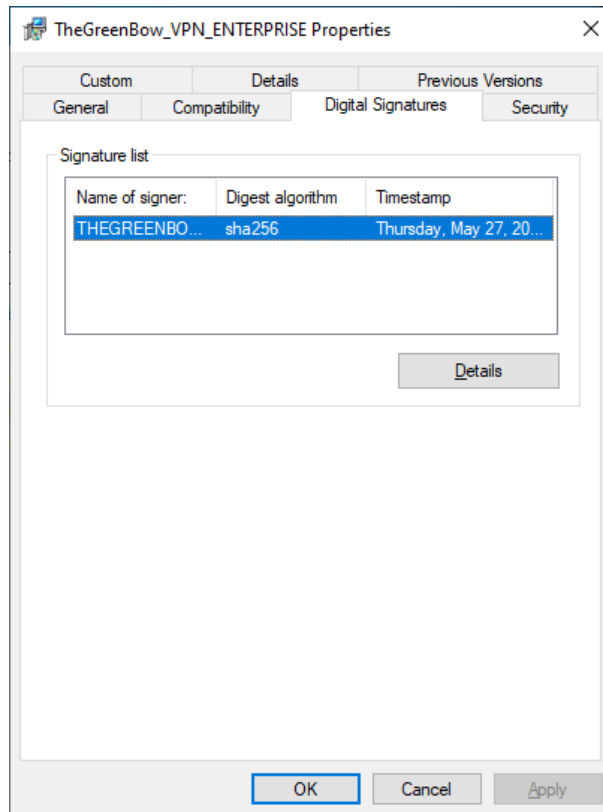 TheGreenBow_VPN_ENTERPRISE Properties
Custom Details Previous Versions
General Compatibility Digital Signatures Security
Signature list
Name of signer: Digest algorithm Timestamp
THEGREENBO... sha256 Thursday, May 27, 20...
Details
OK Cancel Apply